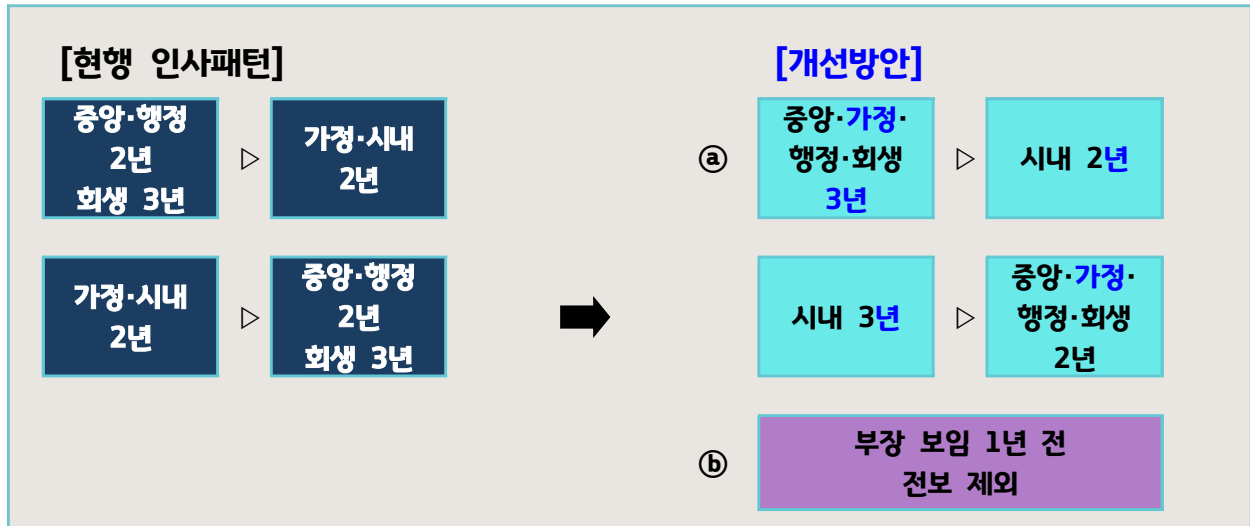 [현행 인사패턴]
중앙·행정
2년
회생 3년
▷
가정·시내
2년
가정·시내
2년
▷
중앙·행정
2년
회생 3년
[개선방안]
ⓐ
중앙·가정·
행정·회생
3년
▷
시내 2년
시내 3년
▷
중앙·가정·
행정·회생
2년
ⓑ
부장 보임 1년 전
전보 제외